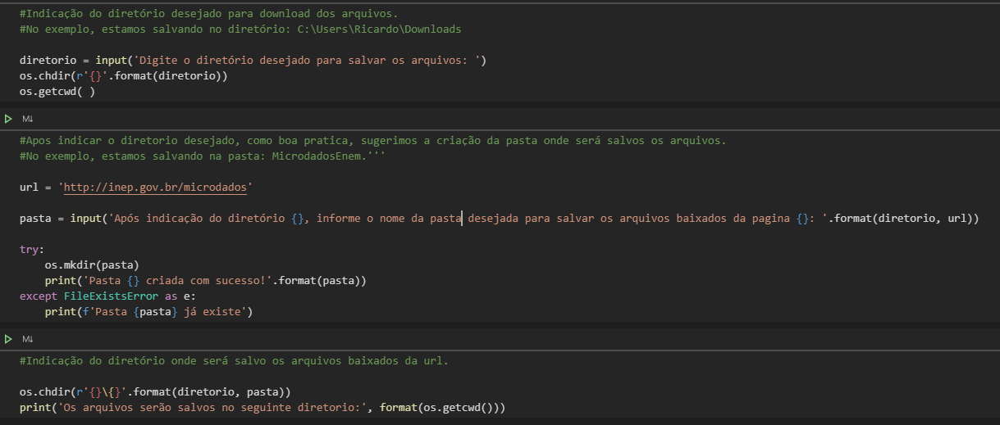 #Indicação do diretório desejado para download dos arquivos.
#No exemplo, estamos salvando no diretório: C:\Users\Ricardo\Downloads
diretorio = input('Digite o diretório desejado para salvar os arquivos: ')
os.chdir(r'{}'.format(diretorio))
os.getcwd( )
M↓
#Apos indicar o diretorio desejado, como boa pratica, sugerimos a criação da pasta onde será salvos os arquivos.
#No exemplo, estamos salvando na pasta: MicrodadosEnem.'''
url = 'http://inep.gov.br/microdados'
pasta = input('Após indicação do diretório {}, informe o nome da pasta desejada para salvar os arquivos baixados da pagina {}: '.format(diretorio, url))
try:
    os.mkdir(pasta)
    print('Pasta {} criada com sucesso!'.format(pasta))
except FileExistsError as e:
    print(f'Pasta {pasta} já existe')
M↓
#Indicação do diretório onde será salvo os arquivos baixados da url.
os.chdir(r'{}\{}'.format(diretorio, pasta))
print('Os arquivos serão salvos no seguinte diretorio:', format(os.getcwd()))